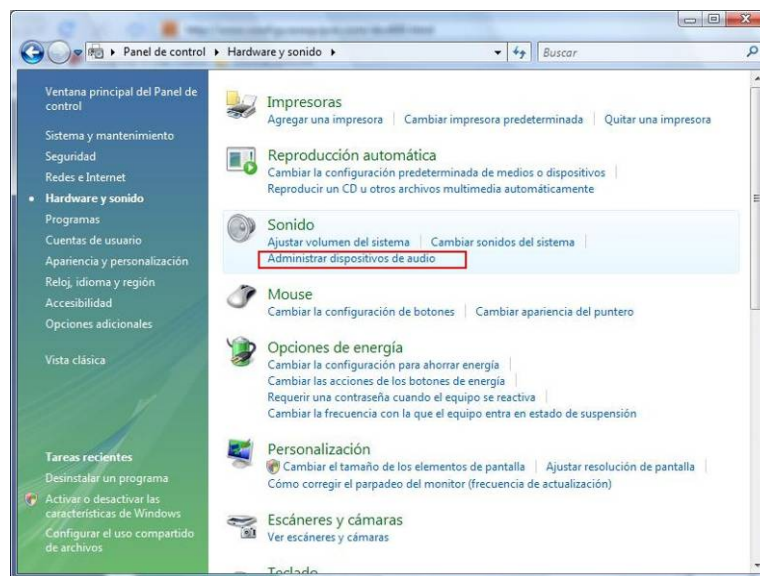 Panel de control ▸ Hardware y sonido ▸
Buscar
Ventana principal del Panel de
control
Sistema y mantenimiento
Seguridad
Redes e Internet
• Hardware y sonido
Programas
Cuentas de usuario
Apariencia y personalización
Reloj, idioma y región
Accesibilidad
Opciones adicionales
Vista clásica
Tareas recientes
Desinstalar un programa
Activar o desactivar las
características de Windows
Configurar el uso compartido
de archivos
Impresoras
Agregar una impresora | Cambiar impresora predeterminada | Quitar una impresora
Reproducción automática
Cambiar la configuración predeterminada de medios o dispositivos |
Reproducir un CD u otros archivos multimedia automáticamente
Sonido
Ajustar volumen del sistema | Cambiar sonidos del sistema |
Administrar dispositivos de audio
Mouse
Cambiar la configuración de botones | Cambiar apariencia del puntero
Opciones de energía
Cambiar la configuración para ahorrar energía |
Cambiar las acciones de los botones de energía |
Requerir una contraseña cuando el equipo se reactiva |
Cambiar la frecuencia con la que el equipo entra en estado de suspensión
Personalización
Cambiar el tamaño de los elementos de pantalla | Ajustar resolución de pantalla |
Cómo corregir el parpadeo del monitor (frecuencia de actualización)
Escáneres y cámaras
Ver escáneres y cámaras
Teclado